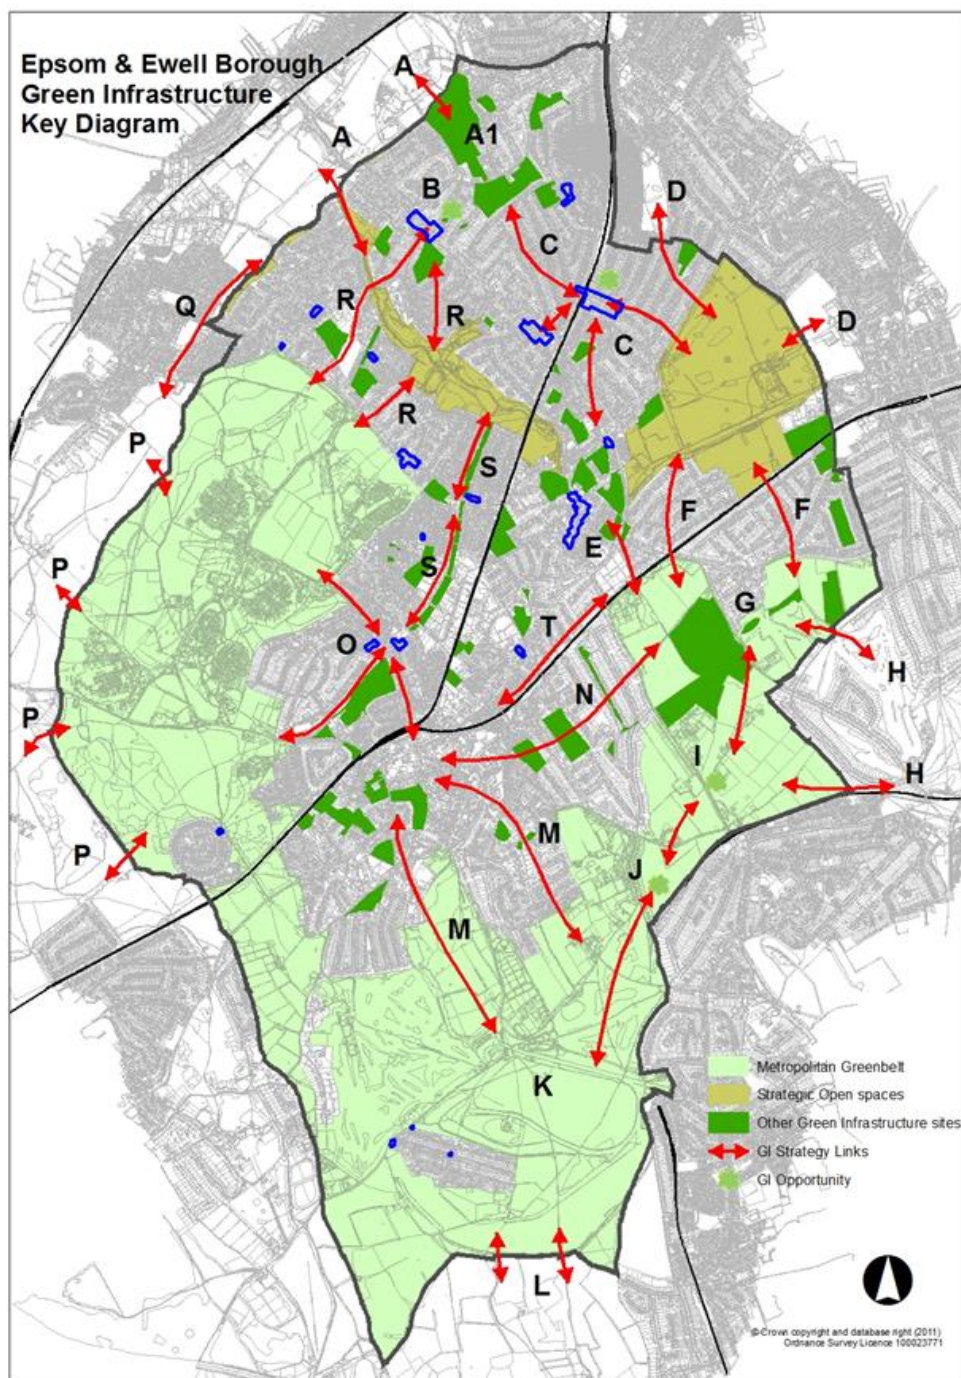 Epsom & Ewell Borough
Green Infrastructure
Key Diagram
A
A
A1
B
D
C
Q
R
R
D
C
R
P
S
F
F
P
S
E
G
T
O
H
N
P
I
H
P
M
J
M
K
L
Metropolitan Greenbelt
Strategic Open spaces
Other Green Infrastructure sites
GI Strategy Links
GI Opportunity
© Crown copyright and database right (2011)
Ordnance Survey Licence 100023771